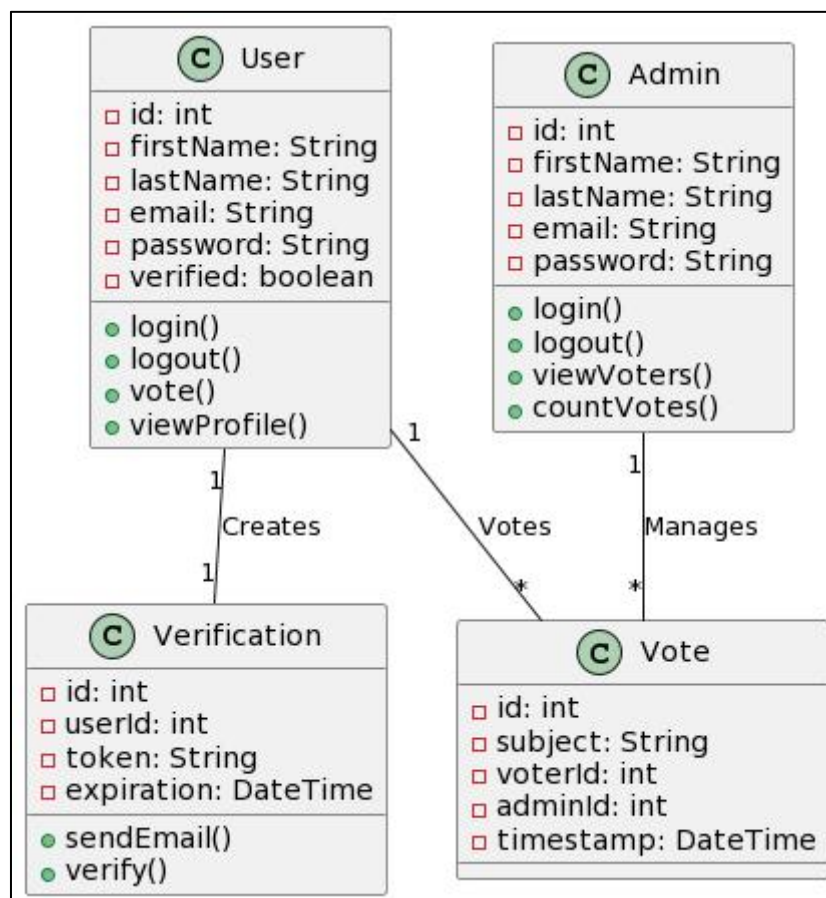 C User
id: int
firstName: String
lastName: String
email: String
password: String
verified: boolean
login()
logout()
vote()
viewProfile()
C Admin
id: int
firstName: String
lastName: String
email: String
password: String
login()
logout()
viewVoters()
countVotes()
1
Creates
1
1
Votes
*
1
Manages
*
C Verification
id: int
userId: int
token: String
expiration: DateTime
sendEmail()
verify()
C Vote
id: int
subject: String
voterId: int
adminId: int
timestamp: DateTime